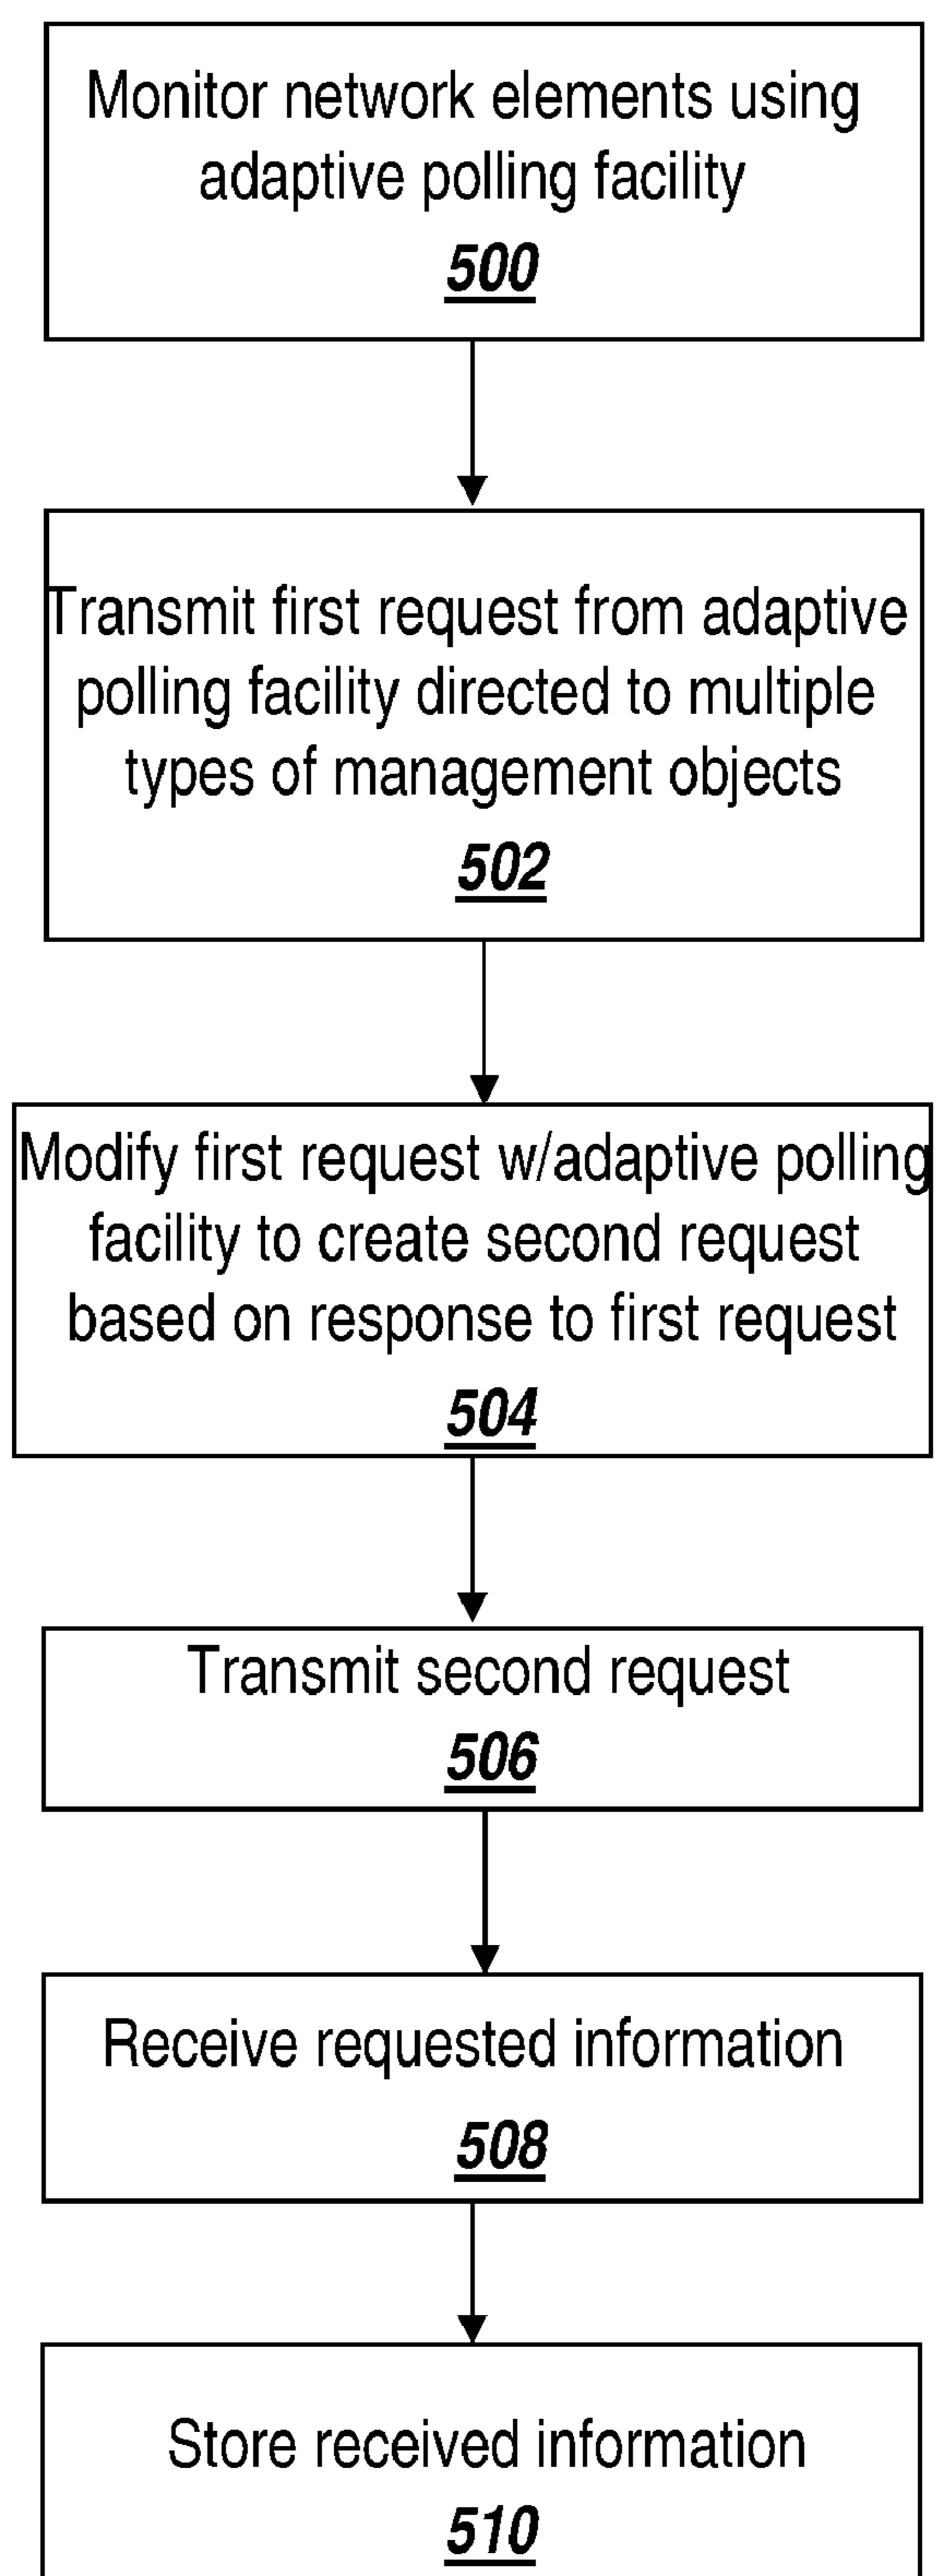 Monitor network elements using
adaptive polling facility
500
Transmit first request from adaptive
polling facility directed to multiple
types of management objects
502
Modify first request w/adaptive polling
facility to create second request
based on response to first request
504
Transmit second request
506
Receive requested information
508
Store received information
510